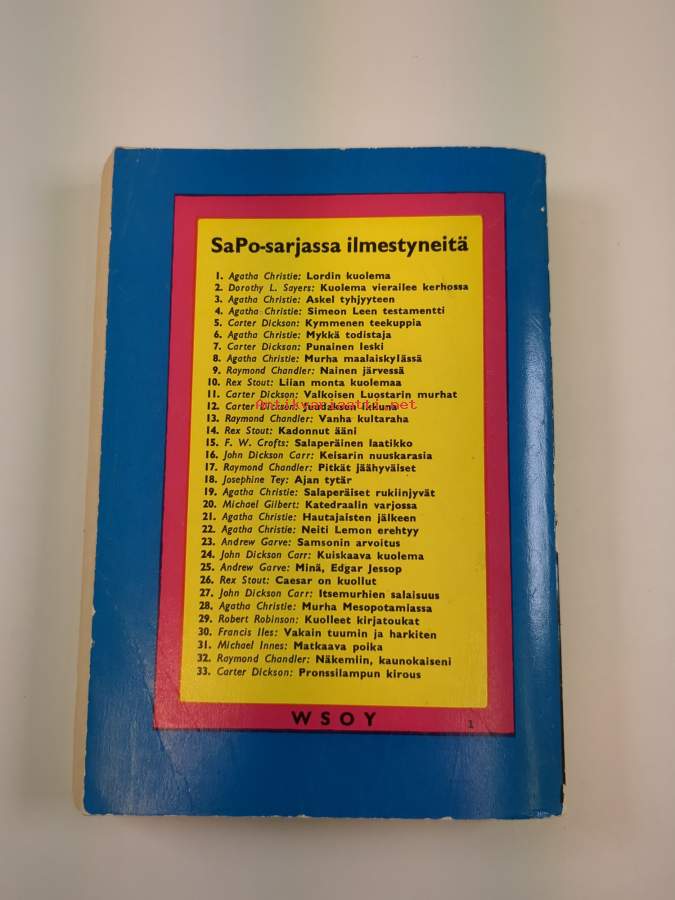 SaPo-sarjassa ilmestyneitä
1. Agatha Christie: Lordin kuolema
2. Dorothy L. Sayers: Kuolema vierailee kerhossa
3. Agatha Christie: Askel tyhjyyteen
4. Agatha Christie: Simeon Leen testamentti
5. Carter Dickson: Kymmenen teekuppia
6. Agatha Christie: Mykkä todistaja
7. Carter Dickson: Punainen leski
8. Agatha Christie: Murha maalaiskylässä
9. Raymond Chandler: Nainen järvessä
10. Rex Stout: Liian monta kuolemaa
11. Carter Dickson: Valkoisen Luostarin murhat
12. Carter Dickson: Juudaksen ikkuna
Antikvariaatti.net
13. Raymond Chandler: Vanha kultaraha
14. Rex Stout: Kadonnut ääni
15. F. W. Crofts: Salaperäinen laatikko
16. John Dickson Carr: Keisarin nuuskarasia
17. Raymond Chandler: Pitkät jäähyväiset
18. Josephine Tey: Ajan tytär
19. Agatha Christie: Salaperäiset rukiinjyvät
20. Michael Gilbert: Katedraalin varjossa
21. Agatha Christie: Hautajaisten jälkeen
22. Agatha Christie: Neiti Lemon erehtyy
23. Andrew Garve: Samsonin arvoitus
24. John Dickson Carr: Kuiskaava kuolema
25. Andrew Garve: Minä, Edgar Jessop
26. Rex Stout: Caesar on kuollut
27. John Dickson Carr: Itsemurhien salaisuus
28. Agatha Christie: Murha Mesopotamiassa
29. Robert Robinson: Kuolleet kirjatoukat
30. Francis Iles: Vakain tuumin ja harkiten
31. Michael Innes: Matkaava poika
32. Raymond Chandler: Näkemiin, kaunokaiseni
33. Carter Dickson: Pronssilampun kirous
WSOY
1